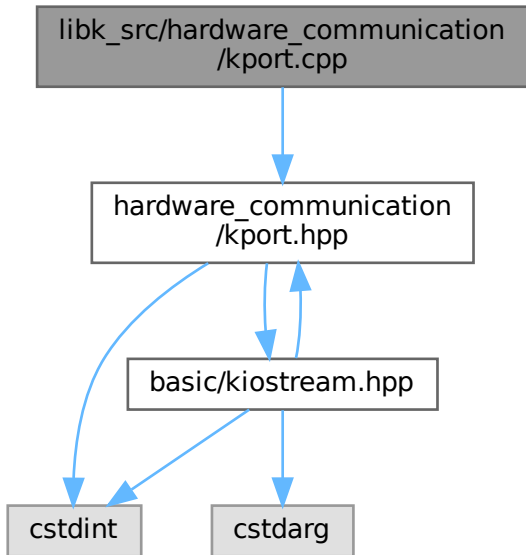 libk_src/hardware_communication
/kport.cpp
hardware_communication
/kport.hpp
basic/kiostream.hpp
cstdint
cstdarg